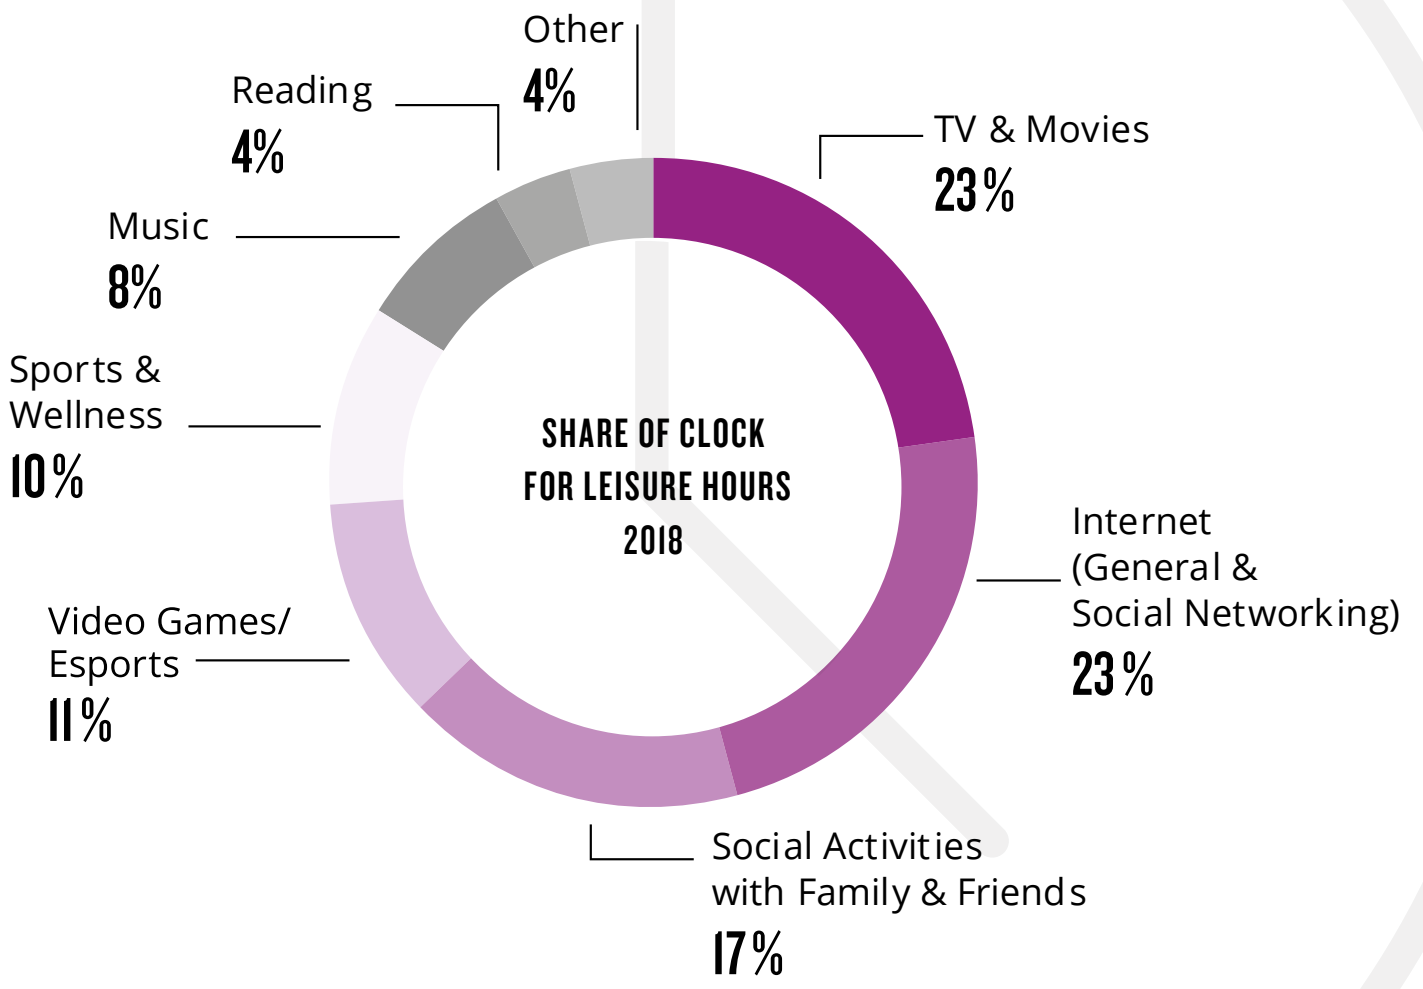 Other
4%
Reading
4%
TV & Movies
23%
Music
8%
Sports &
Wellness
10%
SHARE OF CLOCK
FOR LEISURE HOURS
2018
Internet
(General &
Social Networking)
23%
Video Games/
Esports
11%
Social Activities
with Family & Friends
17%